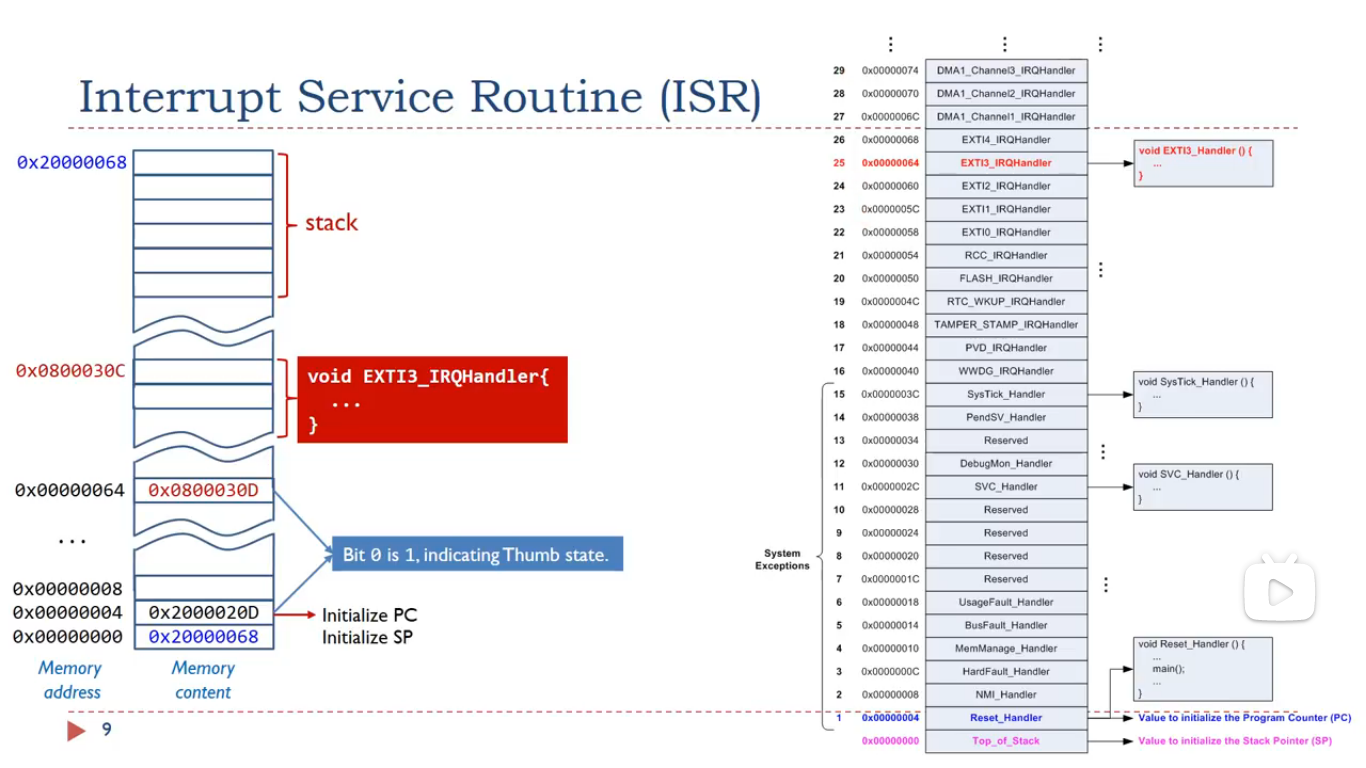 Interrupt Service Routine (ISR)
0x20000068
stack
0x0800030C
void EXTI3_IRQHandler{
...
}
0x00000064 0x0800030D
...
Bit 0 is 1, indicating Thumb state.
0x00000008
0x00000004 0x2000020D Initialize PC
0x00000000 0x20000068 Initialize SP
Memory address
Memory content
9
29 0x00000074 DMA1_Channel3_IRQHandler
28 0x00000070 DMA1_Channel2_IRQHandler
27 0x0000006C DMA1_Channel1_IRQHandler
26 0x00000068 EXTI4_IRQHandler
25 0x00000064 EXTI3_IRQHandler
24 0x00000060 EXTI2_IRQHandler
23 0x0000005C EXTI1_IRQHandler
22 0x00000058 EXTI0_IRQHandler
21 0x00000054 RCC_IRQHandler
20 0x00000050 FLASH_IRQHandler
19 0x0000004C RTC_WKUP_IRQHandler
18 0x00000048 TAMPER_STAMP_IRQHandler
17 0x00000044 PVD_IRQHandler
16 0x00000040 WWDG_IRQHandler
15 0x0000003C SysTick_Handler
14 0x00000038 PendSV_Handler
13 0x00000034 Reserved
12 0x00000030 DebugMon_Handler
11 0x0000002C SVC_Handler
10 0x00000028 Reserved
9 0x00000024 Reserved
8 0x00000020 Reserved
7 0x0000001C Reserved
6 0x00000018 UsageFault_Handler
5 0x00000014 BusFault_Handler
4 0x00000010 MemManage_Handler
3 0x0000000C HardFault_Handler
2 0x00000008 NMI_Handler
1 0x00000004 Reset_Handler
0x00000000 Top_of_Stack
System
Exceptions
void EXTI3_Handler () {
...
}
void SysTick_Handler () {
...
}
void SVC_Handler () {
...
}
void Reset_Handler () {
...
main();
...
}
Value to initialize the Program Counter (PC)
Value to initialize the Stack Pointer (SP)